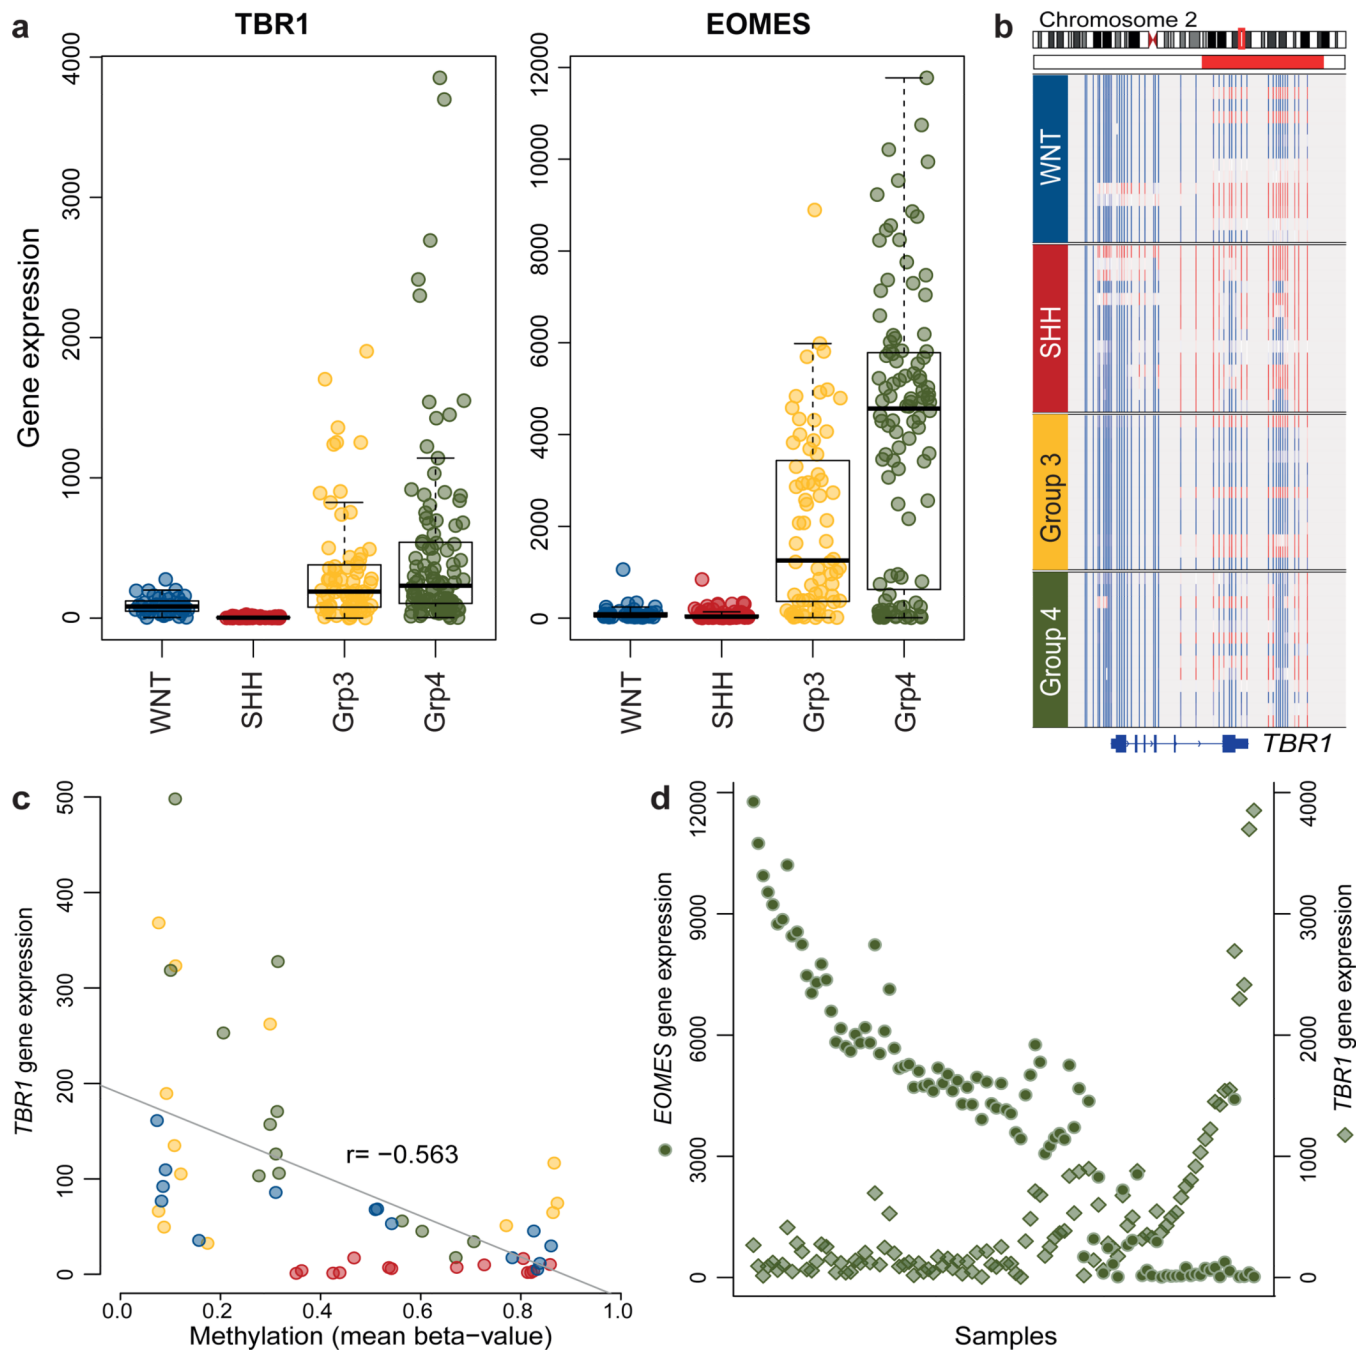 a
TBR1
EOMES
b
Chromosome 2
Gene expression
4000
3000
2000
1000
0
12000
10000
8000
6000
4000
2000
0
WNT
SHH
Grp3
Grp4
WNT
SHH
Grp3
Grp4
WNT
SHH
Group 3
Group 4
TBR1
c
TBR1 gene expression
500
400
300
200
100
0
r= −0.563
0.0 0.2 0.4 0.6 0.8 1.0
Methylation (mean beta−value)
d
EOMES gene expression
12000
9000
6000
3000
0
4000
3000
2000
1000
0
TBR1 gene expression
Samples